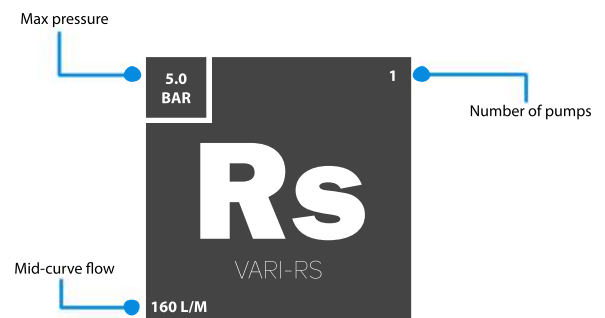 Max pressure
5.0
BAR
1
Number of pumps
Rs
VARI-RS
Mid-curve flow
160 L/M